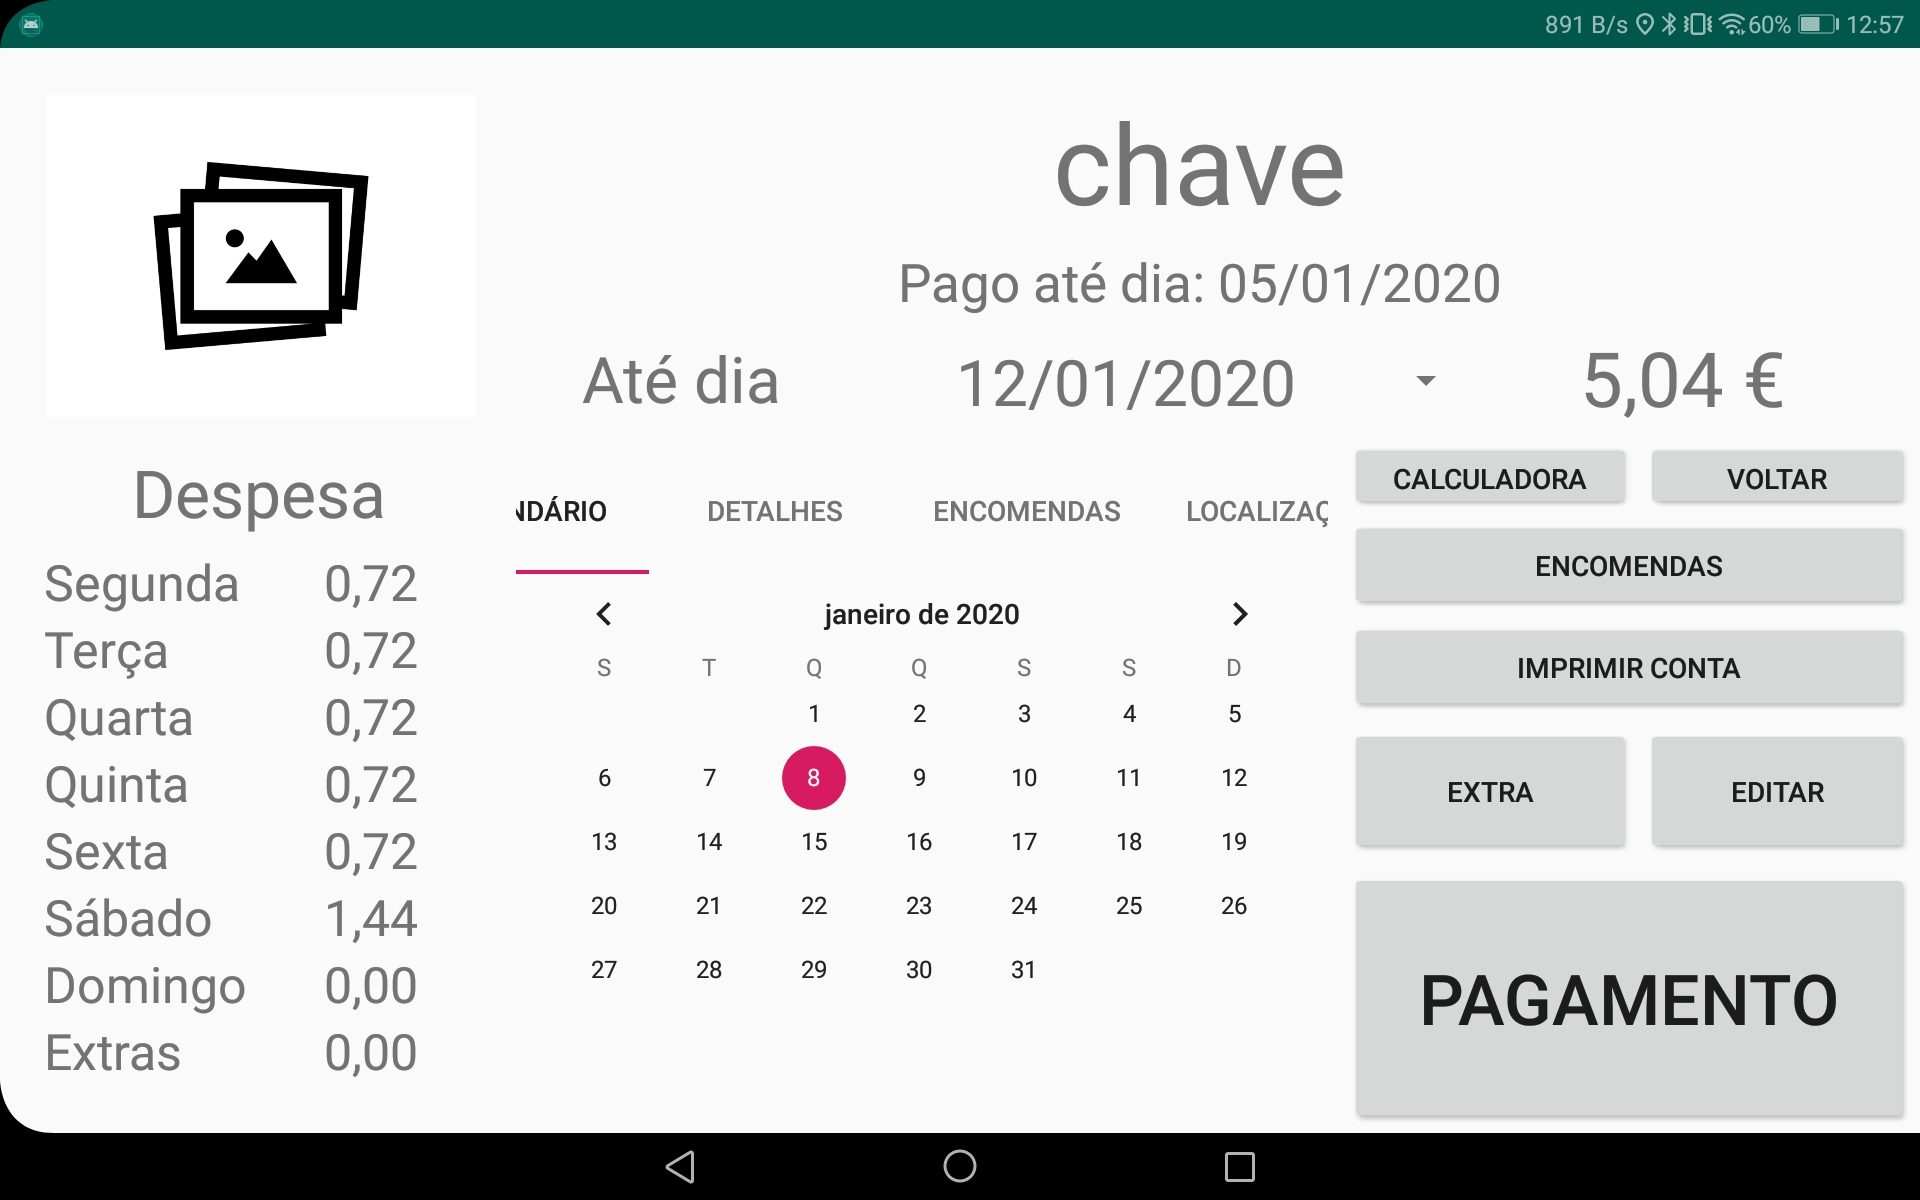 891 B/s 60% 12:57
chave
Pago até dia: 05/01/2020
Até dia 12/01/2020 5,04 €
Despesa
Segunda 0,72
Terça 0,72
Quarta 0,72
Quinta 0,72
Sexta 0,72
Sábado 1,44
Domingo 0,00
Extras 0,00
NDÁRIO DETALHES ENCOMENDAS LOCALIZAÇ
janeiro de 2020
S T Q Q S S D
1 2 3 4 5
6 7 8 9 10 11 12
13 14 15 16 17 18 19
20 21 22 23 24 25 26
27 28 29 30 31
CALCULADORA VOLTAR
ENCOMENDAS
IMPRIMIR CONTA
EXTRA EDITAR
PAGAMENTO